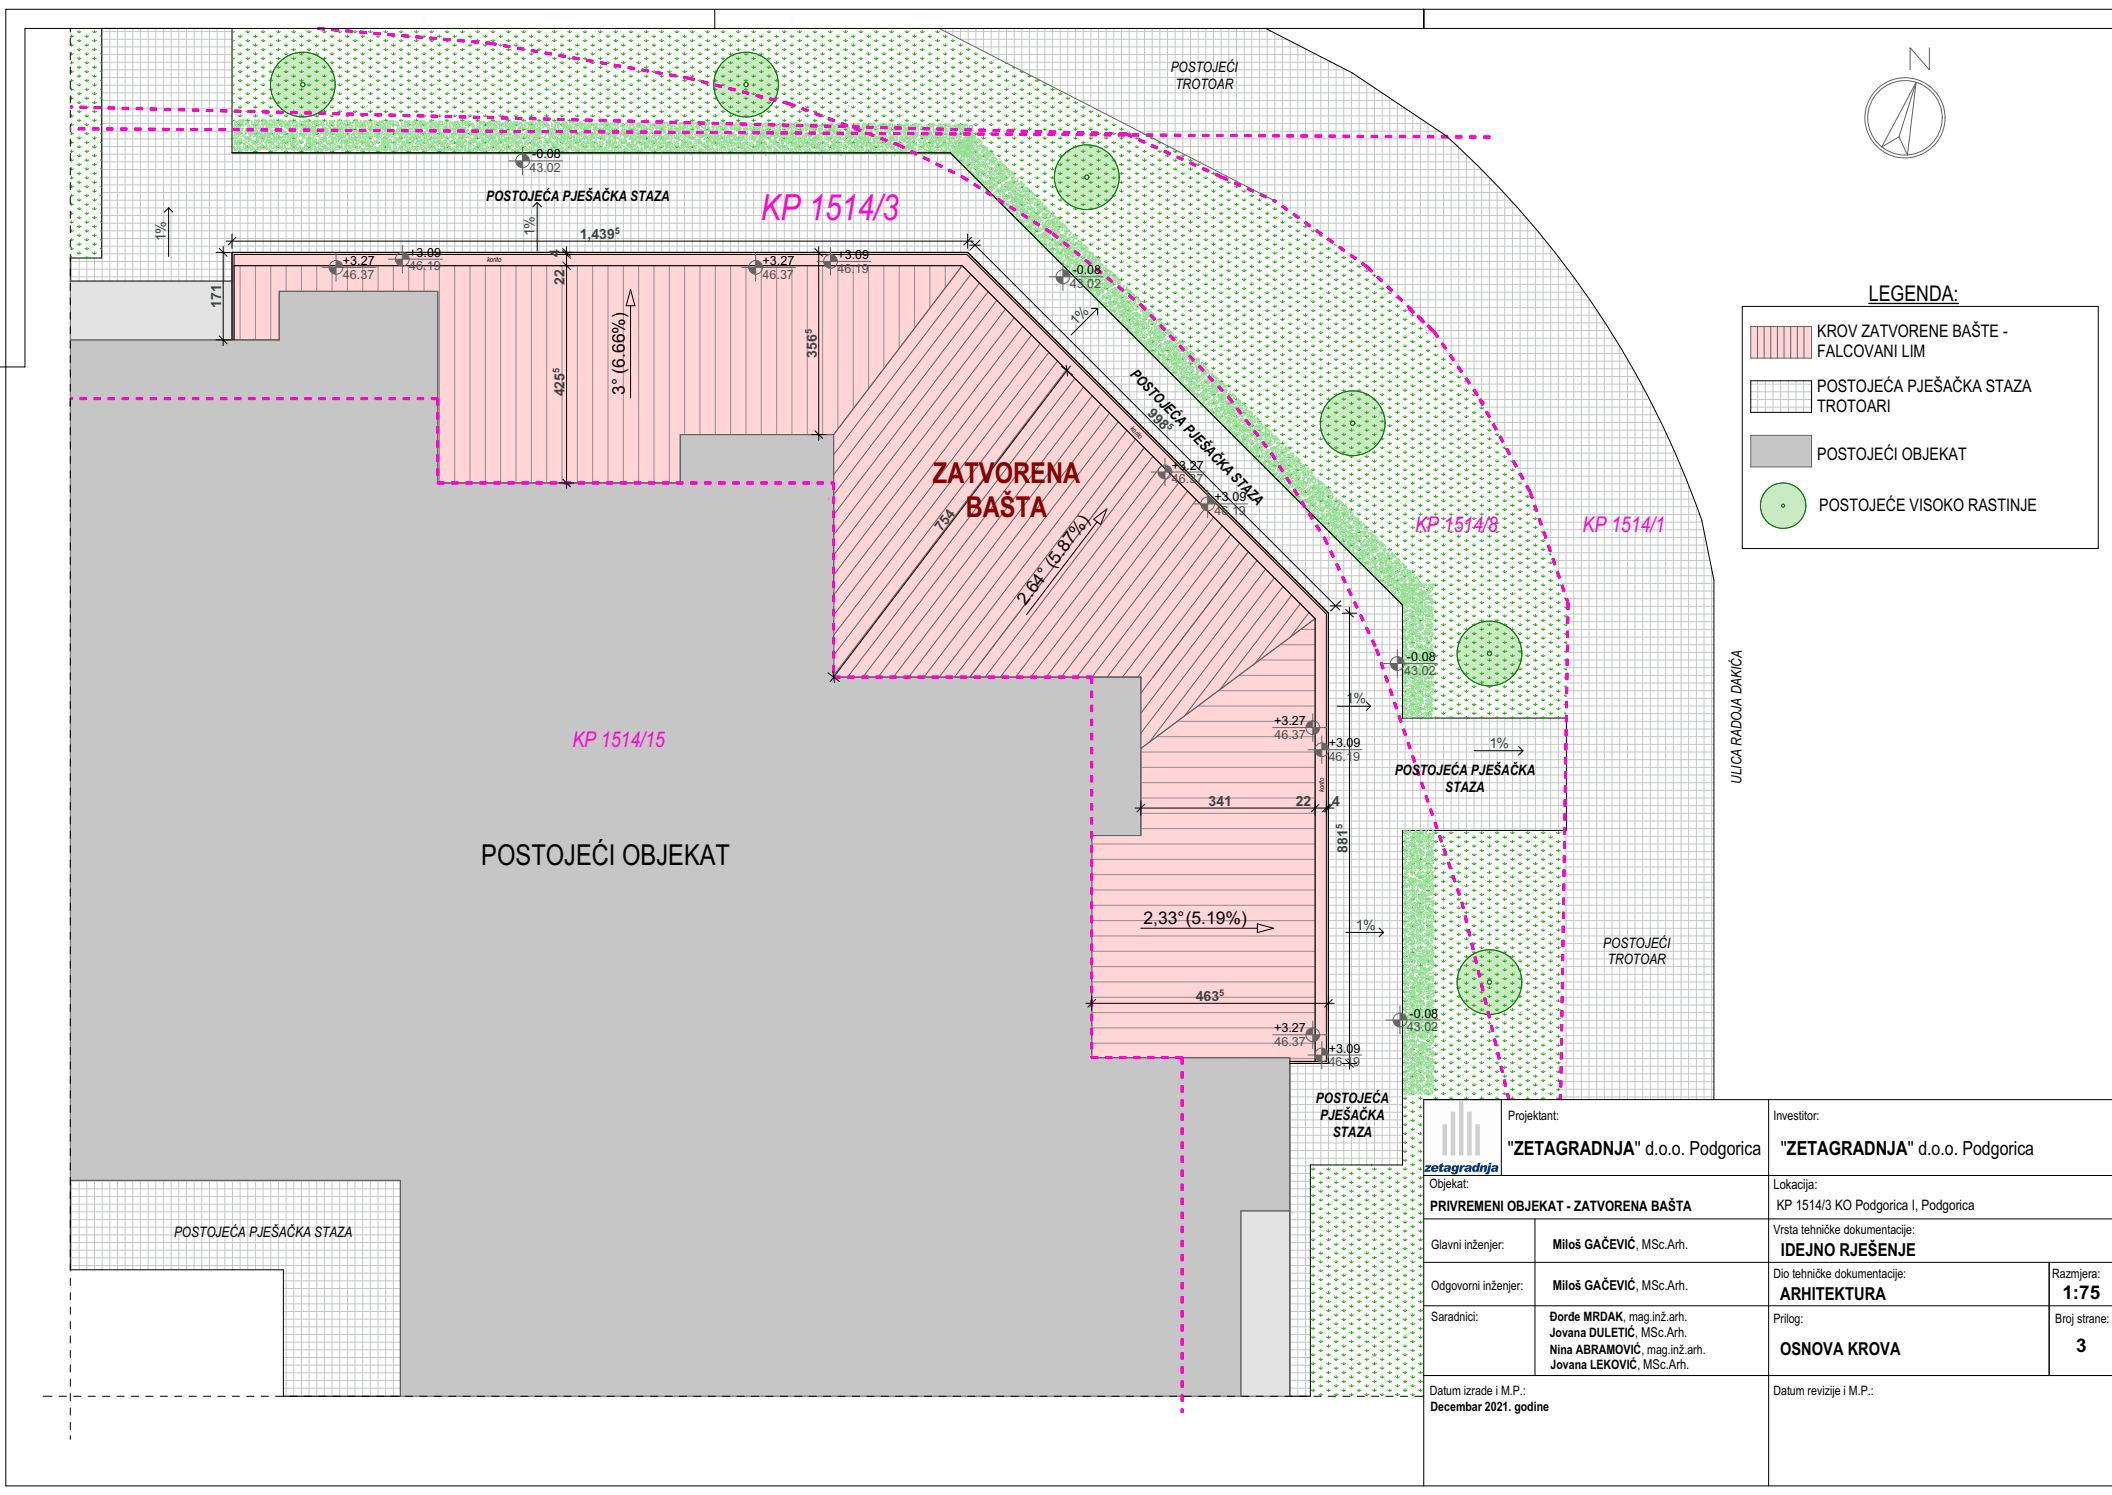 POSTOJEĆI
TROTOAR
N
-0.08
43.02
POSTOJEĆA PJEŠAČKA STAZA
KP 1514/3
1%
1%
1,439⁵
+3.27
46.37
+3.09
46.19
konto
4
22
+3.27
46.37
+3.09
46.19
-0.08
43.02
171
1%
3° (6.66%)
356⁵
425⁵
LEGENDA:
KROV ZATVORENE BAŠTE -
FALCOVANI LIM
POSTOJEĆA PJEŠAČKA STAZA
TROTOARI
POSTOJEĆI OBJEKAT
POSTOJEĆE VISOKO RASTINJE
POSTOJEĆA PJEŠAČKA STAZA
998⁵
konto
ZATVORENA
BAŠTA
754
2.64° (5.87%)
+3.27
46.37
+3.09
46.19
KP 1514/8
KP 1514/1
-0.08
43.02
ULICA RADOJA DAKIĆA
1%
+3.27
46.37
+3.09
46.19
konto
KP 1514/15
1%
POSTOJEĆA PJEŠAČKA
STAZA
341
22
4
881⁵
POSTOJEĆI OBJEKAT
2,33° (5.19%)
1%
POSTOJEĆI
TROTOAR
463⁵
-0.08
43.02
+3.27
46.37
+3.09
46.19
POSTOJEĆA
PJEŠAČKA
STAZA
POSTOJEĆA PJEŠAČKA STAZA
zetagradnja
Projektant:
"ZETAGRADNJA" d.o.o. Podgorica
Investitor:
"ZETAGRADNJA" d.o.o. Podgorica
Objekat:
PRIVREMENI OBJEKAT - ZATVORENA BAŠTA
Lokacija:
KP 1514/3 KO Podgorica I, Podgorica
Glavni inženjer:
Miloš GAČEVIĆ, MSc.Arh.
Vrsta tehničke dokumentacije:
IDEJNO RJEŠENJE
Odgovorni inženjer:
Miloš GAČEVIĆ, MSc.Arh.
Dio tehničke dokumentacije:
ARHITEKTURA
Razmjera:
1:75
Saradnici:
Đorđe MRDAK, mag.inž.arh.
Jovana DULETIĆ, MSc.Arh.
Nina ABRAMOVIĆ, mag.inž.arh.
Jovana LEKOVIĆ, MSc.Arh.
Prilog:
OSNOVA KROVA
Broj strane:
3
Datum izrade i M.P.:
Decembar 2021. godine
Datum revizije i M.P.: